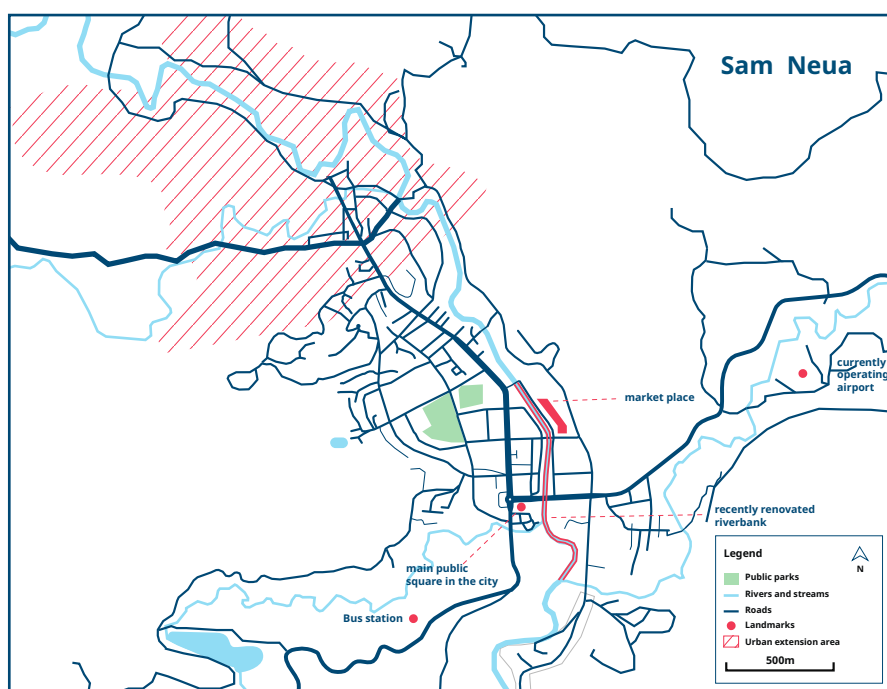 Sam Neua
currently
operating
airport
market place
recently renovated
riverbank
main public
square in the city
Bus station
Legend
N
Public parks
Rivers and streams
Roads
Landmarks
Urban extension area
500m